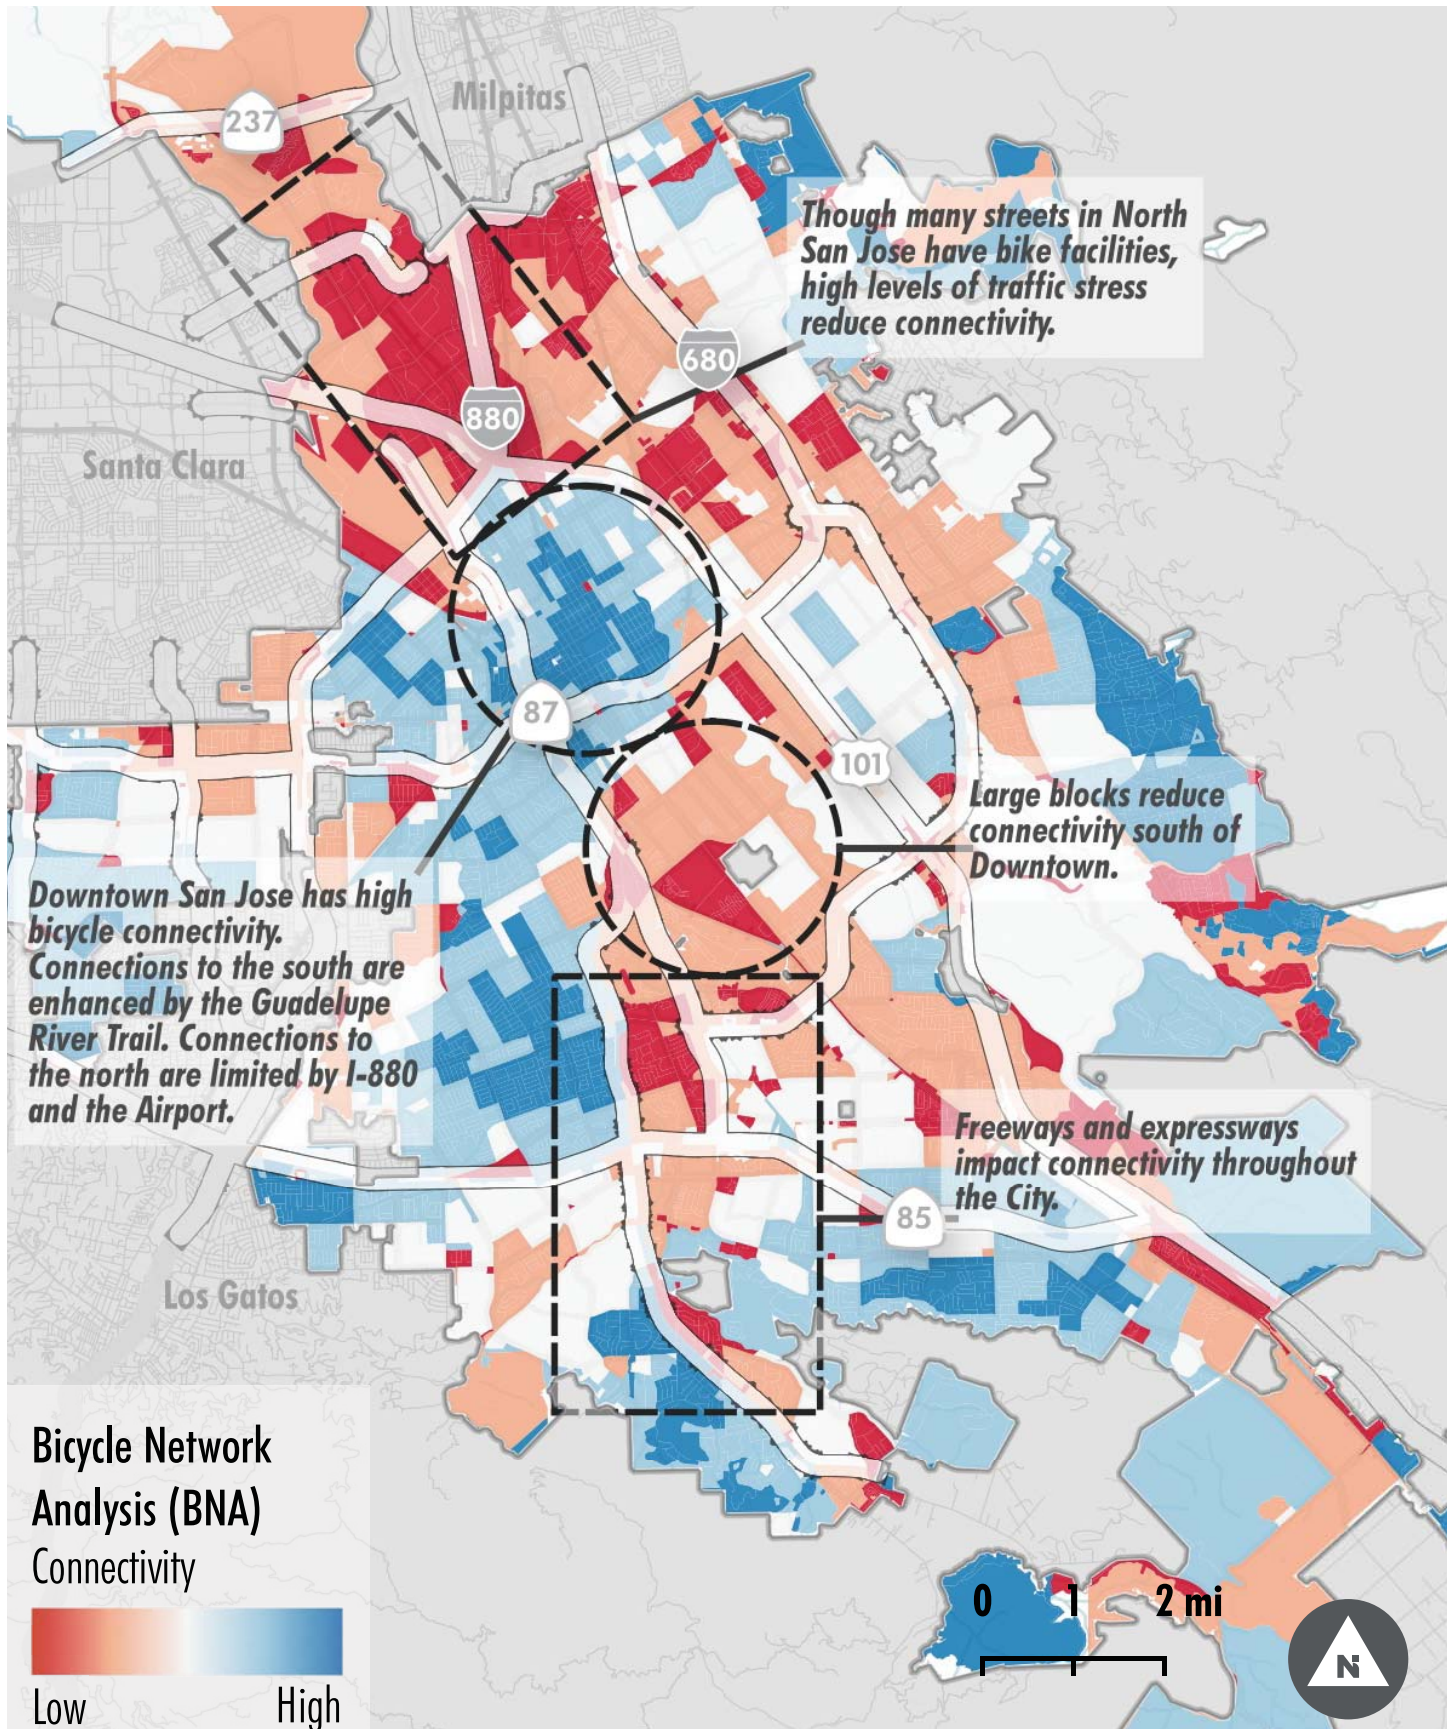 237
Milpitas
Though many streets in North
San Jose have bike facilities,
high levels of traffic stress
reduce connectivity.
680
880
Santa Clara
87
101
Large blocks reduce
connectivity south of
Downtown.
Downtown San Jose has high
bicycle connectivity.
Connections to the south are
enhanced by the Guadelupe
River Trail. Connections to
the north are limited by I-880
and the Airport.
Freeways and expressways
impact connectivity throughout
the City.
85
Los Gatos
Bicycle Network
Analysis (BNA)
Connectivity
Low High
0 1 2 mi
N